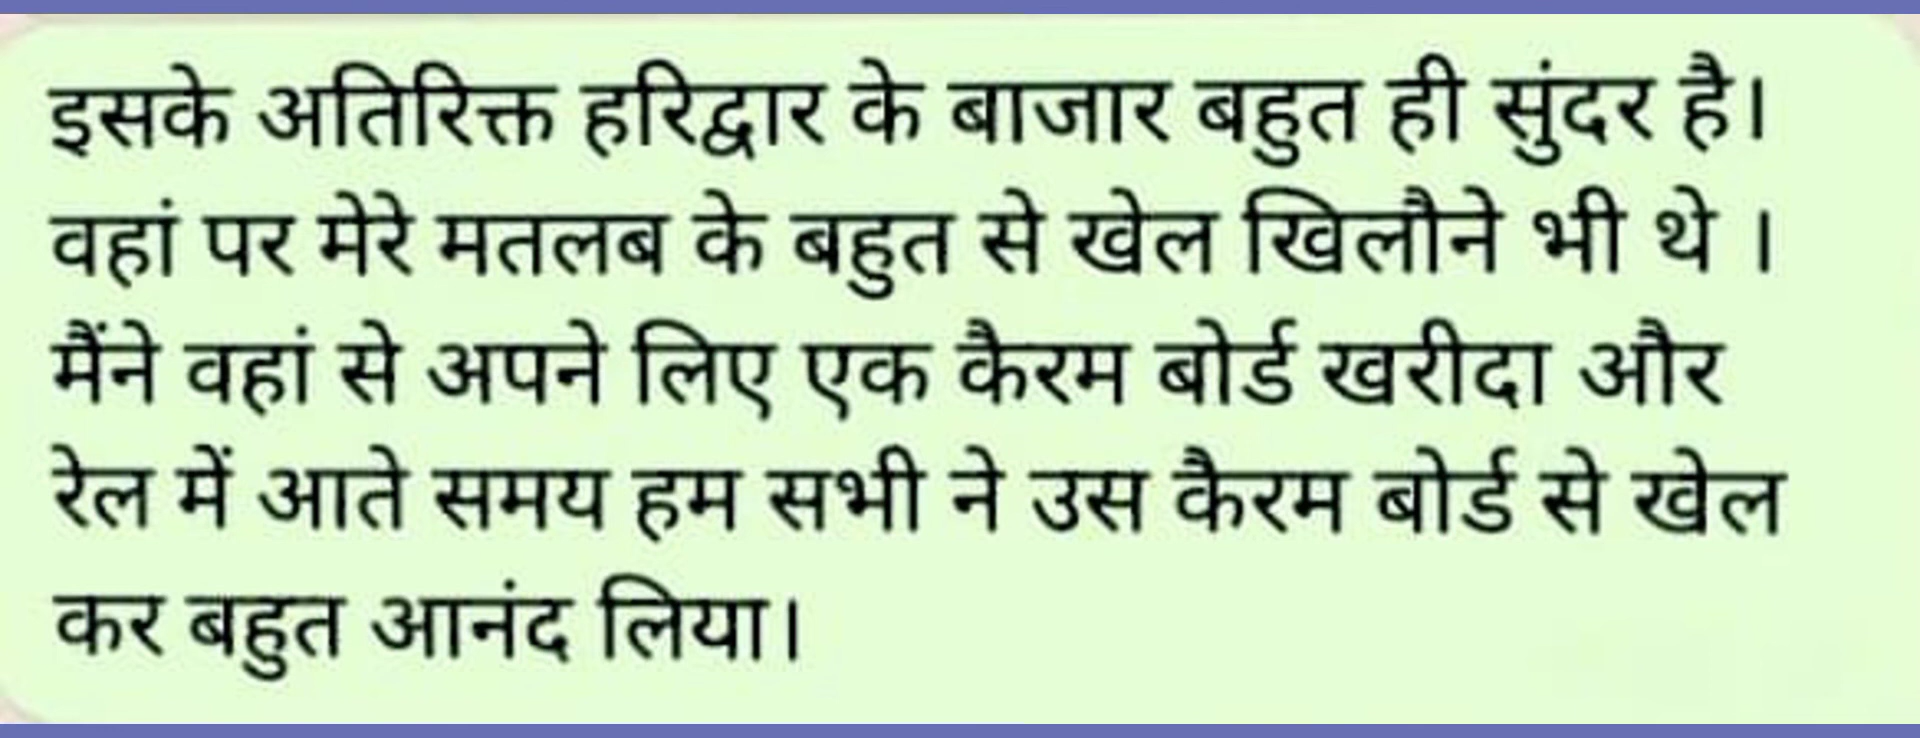 इसके अतिरिक्त हरिद्वार के बाजार बहुत ही सुंदर है।
वहां पर मेरे मतलब के बहुत से खेल खिलौने भी थे ।
मैंने वहां से अपने लिए एक कैरम बोर्ड खरीदा और
रेल में आते समय हम सभी ने उस कैरम बोर्ड से खेल
कर बहुत आनंद लिया।